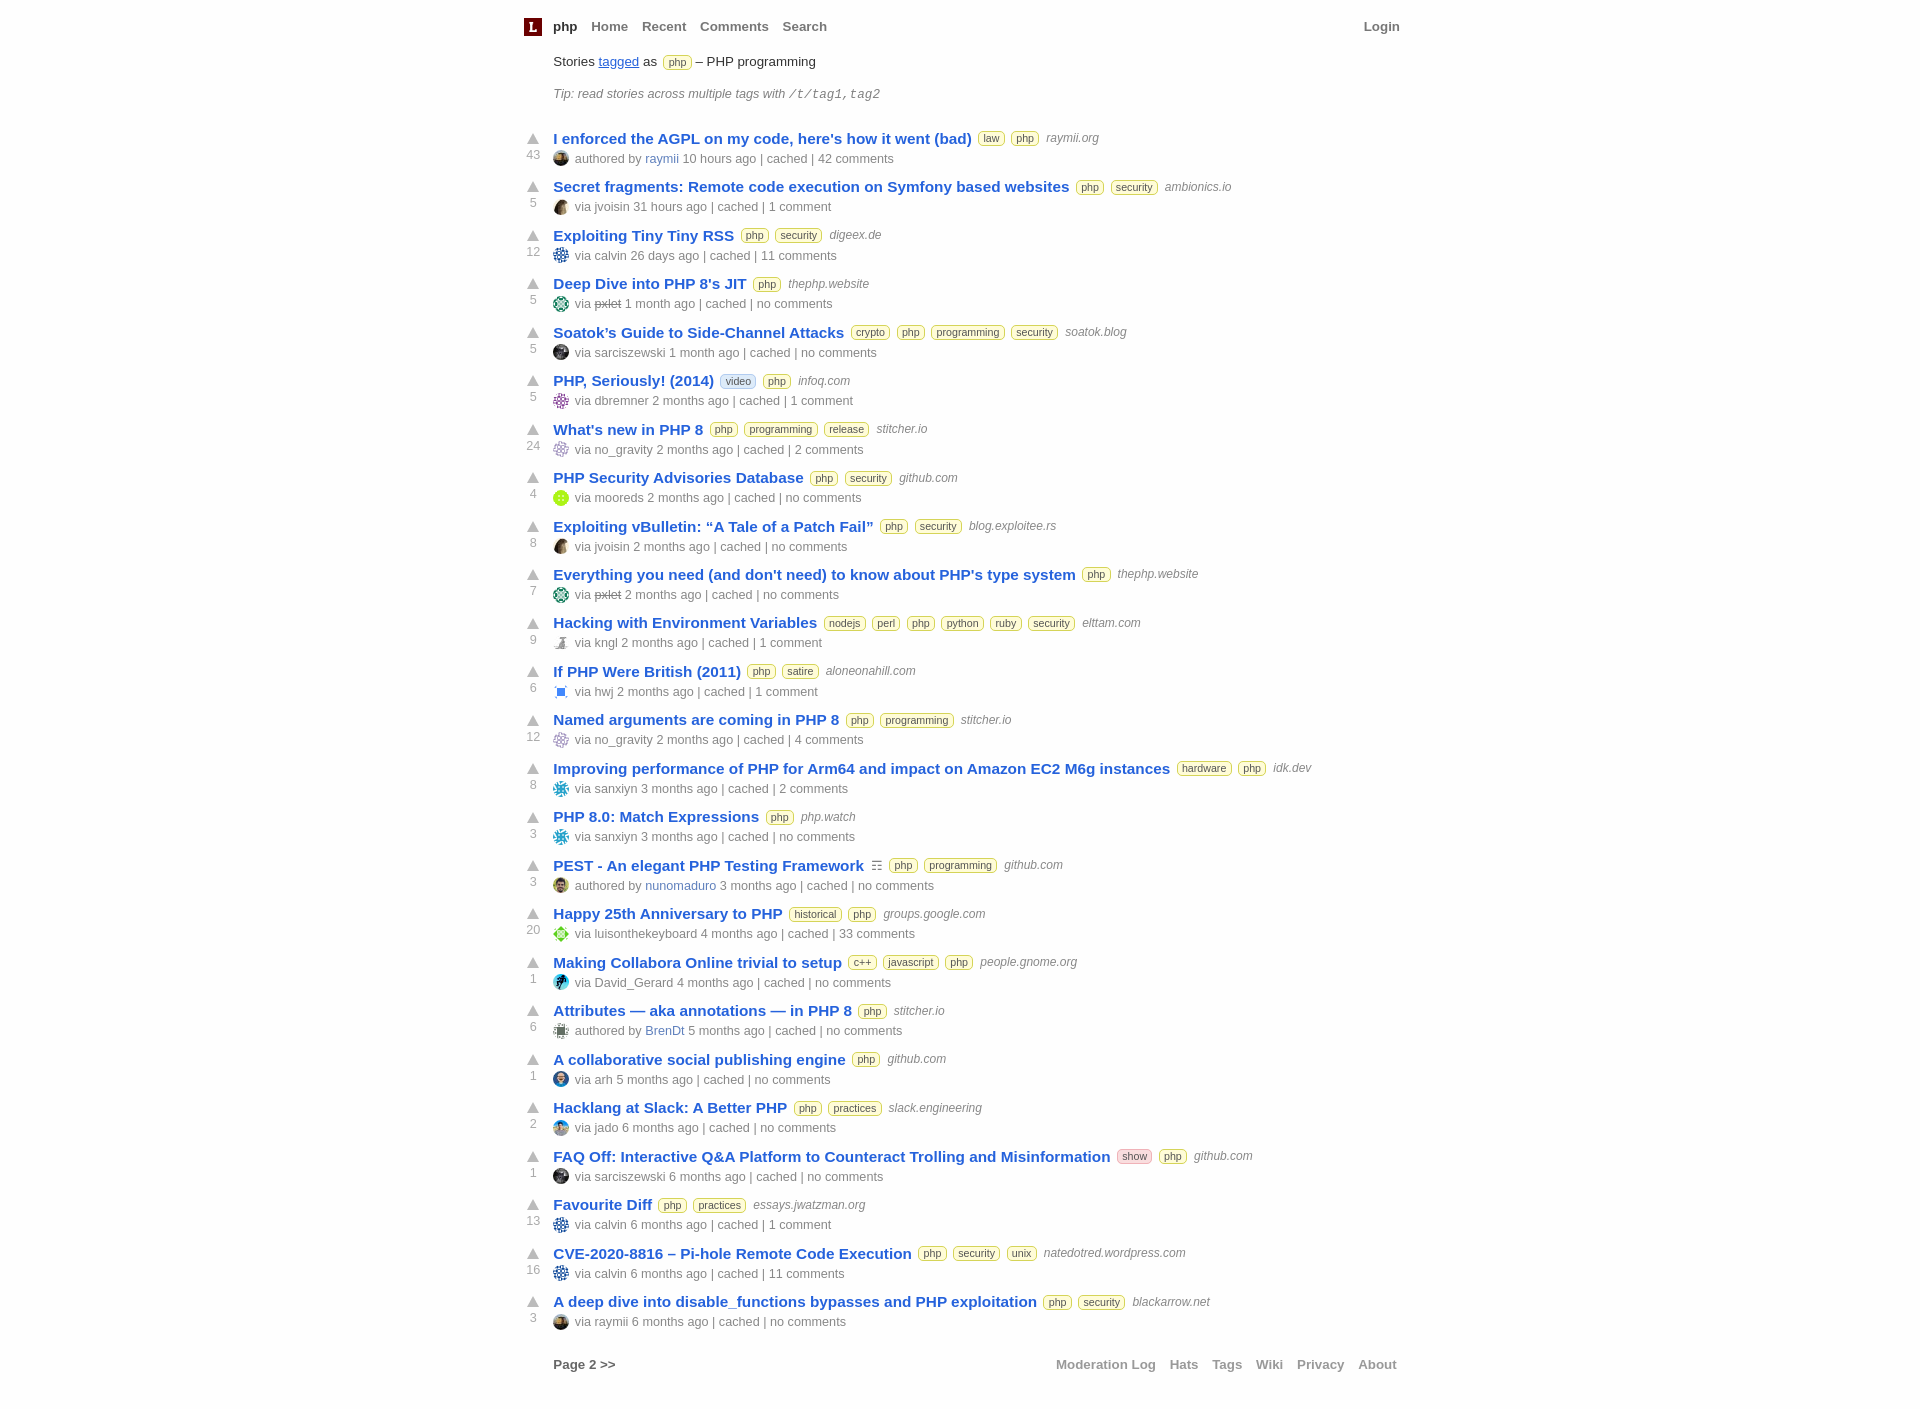 L php Home Recent Comments Search Login
Stories tagged as php – PHP programming
Tip: read stories across multiple tags with /t/tag1,tag2
I enforced the AGPL on my code, here's how it went (bad) law php raymii.org
43 authored by raymii 10 hours ago | cached | 42 comments
Secret fragments: Remote code execution on Symfony based websites php security ambionics.io
5 via jvoisin 31 hours ago | cached | 1 comment
Exploiting Tiny Tiny RSS php security digeex.de
12 via calvin 26 days ago | cached | 11 comments
Deep Dive into PHP 8's JIT php thephp.website
5 via pxlet 1 month ago | cached | no comments
Soatok’s Guide to Side-Channel Attacks crypto php programming security soatok.blog
5 via sarciszewski 1 month ago | cached | no comments
PHP, Seriously! (2014) video php infoq.com
5 via dbremner 2 months ago | cached | 1 comment
What's new in PHP 8 php programming release stitcher.io
24 via no_gravity 2 months ago | cached | 2 comments
PHP Security Advisories Database php security github.com
4 via mooreds 2 months ago | cached | no comments
Exploiting vBulletin: “A Tale of a Patch Fail” php security blog.exploitee.rs
8 via jvoisin 2 months ago | cached | no comments
Everything you need (and don't need) to know about PHP's type system php thephp.website
7 via pxlet 2 months ago | cached | no comments
Hacking with Environment Variables nodejs perl php python ruby security elttam.com
9 via kngl 2 months ago | cached | 1 comment
If PHP Were British (2011) php satire aloneonahill.com
6 via hwj 2 months ago | cached | 1 comment
Named arguments are coming in PHP 8 php programming stitcher.io
12 via no_gravity 2 months ago | cached | 4 comments
Improving performance of PHP for Arm64 and impact on Amazon EC2 M6g instances hardware php idk.dev
8 via sanxiyn 3 months ago | cached | 2 comments
PHP 8.0: Match Expressions php php.watch
3 via sanxiyn 3 months ago | cached | no comments
PEST - An elegant PHP Testing Framework ☶ php programming github.com
3 authored by nunomaduro 3 months ago | cached | no comments
Happy 25th Anniversary to PHP historical php groups.google.com
20 via luisonthekeyboard 4 months ago | cached | 33 comments
Making Collabora Online trivial to setup c++ javascript php people.gnome.org
1 via David_Gerard 4 months ago | cached | no comments
Attributes — aka annotations — in PHP 8 php stitcher.io
6 authored by BrenDt 5 months ago | cached | no comments
A collaborative social publishing engine php github.com
1 via arh 5 months ago | cached | no comments
Hacklang at Slack: A Better PHP php practices slack.engineering
2 via jado 6 months ago | cached | no comments
FAQ Off: Interactive Q&A Platform to Counteract Trolling and Misinformation show php github.com
1 via sarciszewski 6 months ago | cached | no comments
Favourite Diff php practices essays.jwatzman.org
13 via calvin 6 months ago | cached | 1 comment
CVE-2020-8816 – Pi-hole Remote Code Execution php security unix natedotred.wordpress.com
16 via calvin 6 months ago | cached | 11 comments
A deep dive into disable_functions bypasses and PHP exploitation php security blackarrow.net
3 via raymii 6 months ago | cached | no comments
Page 2 >> Moderation Log Hats Tags Wiki Privacy About